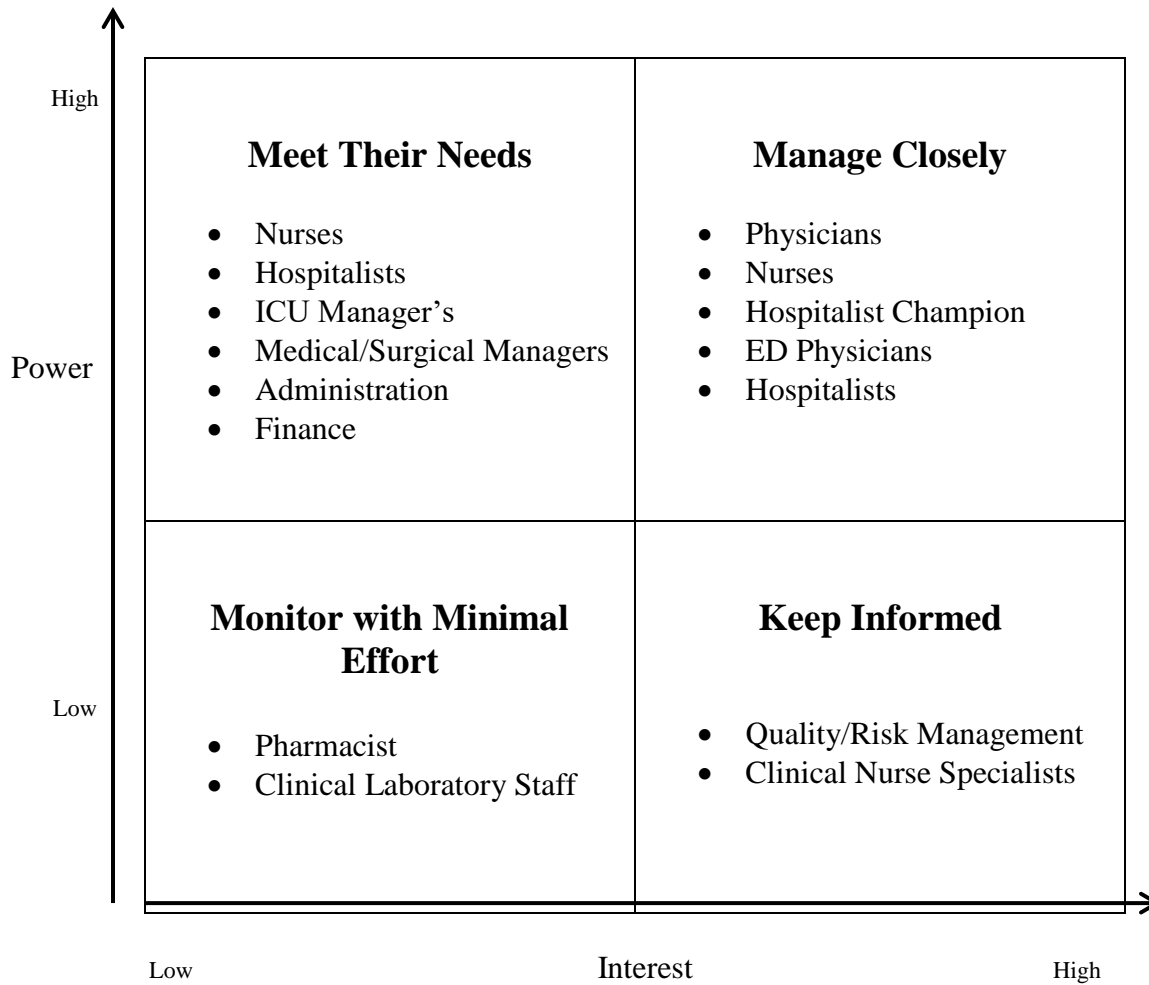 High
Meet Their Needs
• Nurses
• Hospitalists
• ICU Manager’s
• Medical/Surgical Managers
• Administration
• Finance
Manage Closely
• Physicians
• Nurses
• Hospitalist Champion
• ED Physicians
• Hospitalists
Power
Monitor with Minimal
Effort
• Pharmacist
• Clinical Laboratory Staff
Keep Informed
• Quality/Risk Management
• Clinical Nurse Specialists
Low
Low
Interest
High